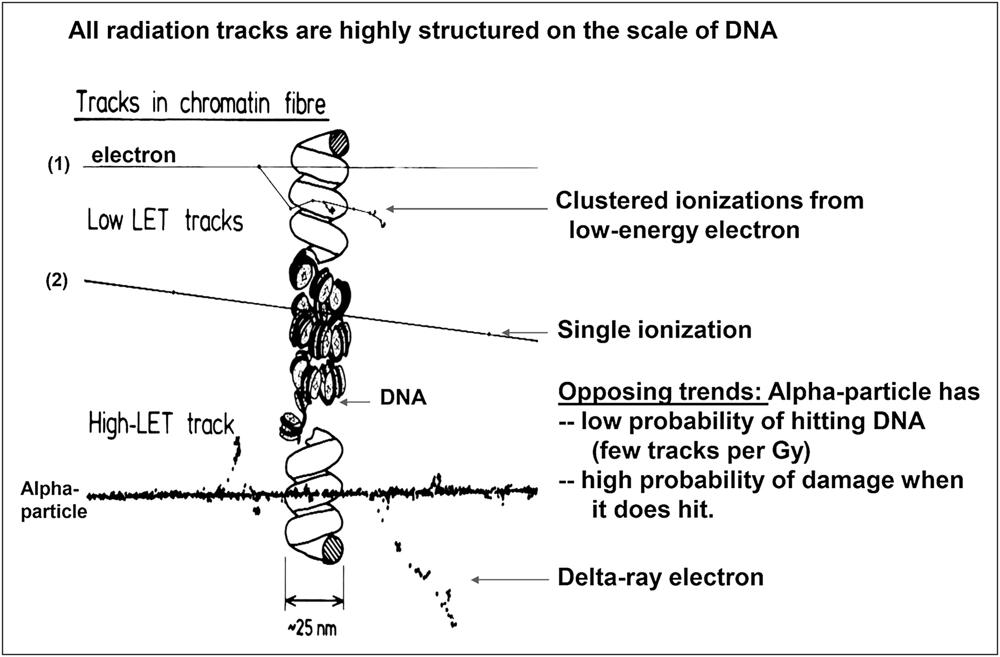 All radiation tracks are highly structured on the scale of DNA
Tracks in chromatin fibre
(1)
electron
Low LET tracks
Clustered ionizations from
low-energy electron
(2)
Single ionization
DNA
Opposing trends: Alpha-particle has
-- low probability of hitting DNA
(few tracks per Gy)
-- high probability of damage when
it does hit.
High-LET track
Alpha-
particle
Delta-ray electron
~25 nm